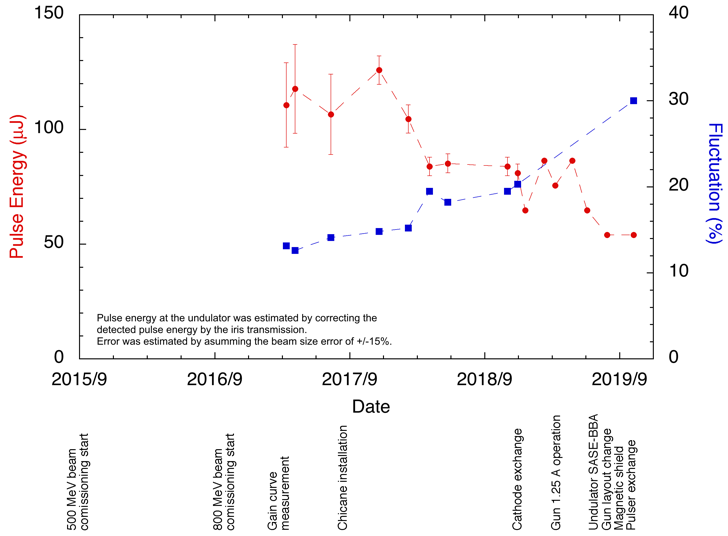 150
100
50
0
Pulse Energy (µJ)
40
30
20
10
0
Fluctuation (%)
Pulse energy at the undulator was estimated by correcting the
detected pulse energy by the iris transmission.
Error was estimated by asumming the beam size error of +/-15%.
2015/9
2016/9
2017/9
2018/9
2019/9
Date
500 MeV beam
comissioning start
800 MeV beam
comissioning start
Gain curve
measurement
Chicane installation
Cathode exchange
Gun 1.25 A operation
Undulator SASE-BBA
Gun layout change
Magnetic shield
Pulser exchange